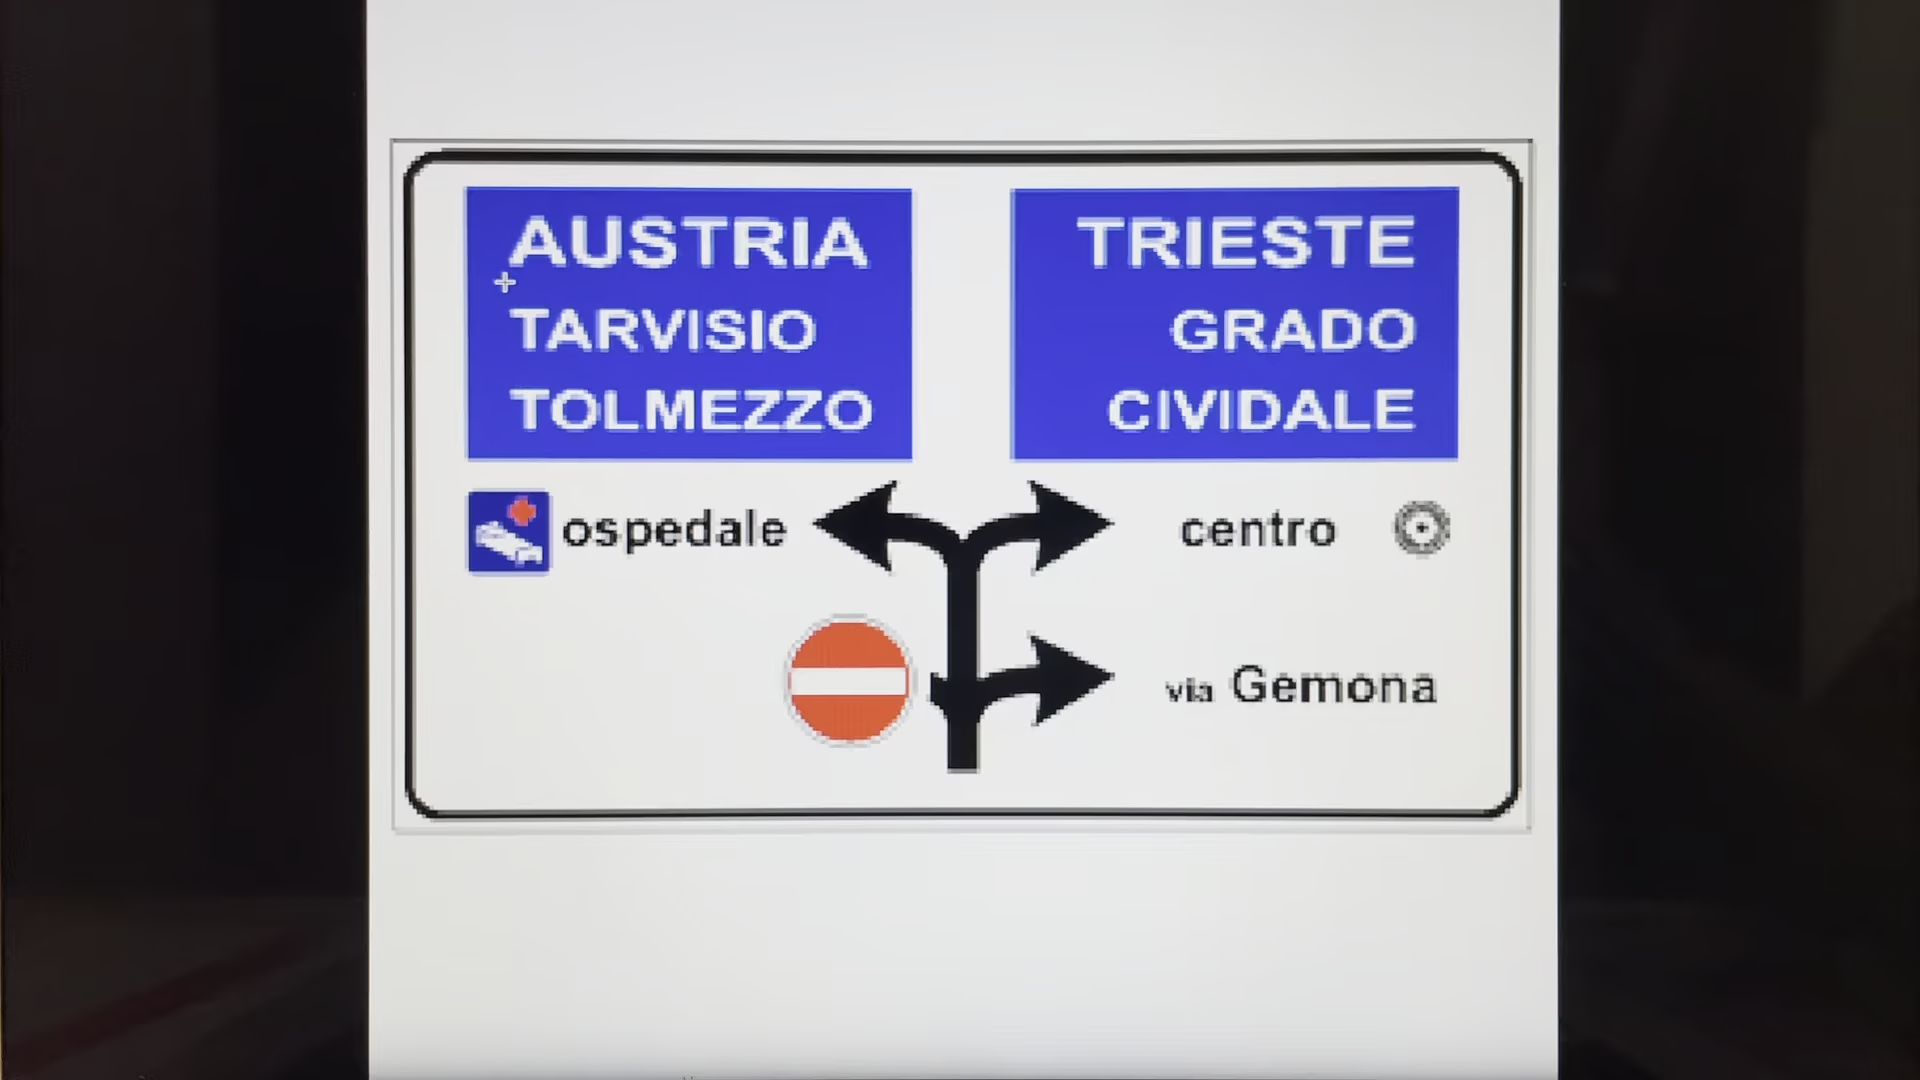 AUSTRIA
TARVISIO
TOLMEZZO
TRIESTE
GRADO
CIVIDALE
ospedale
centro
via Gemona